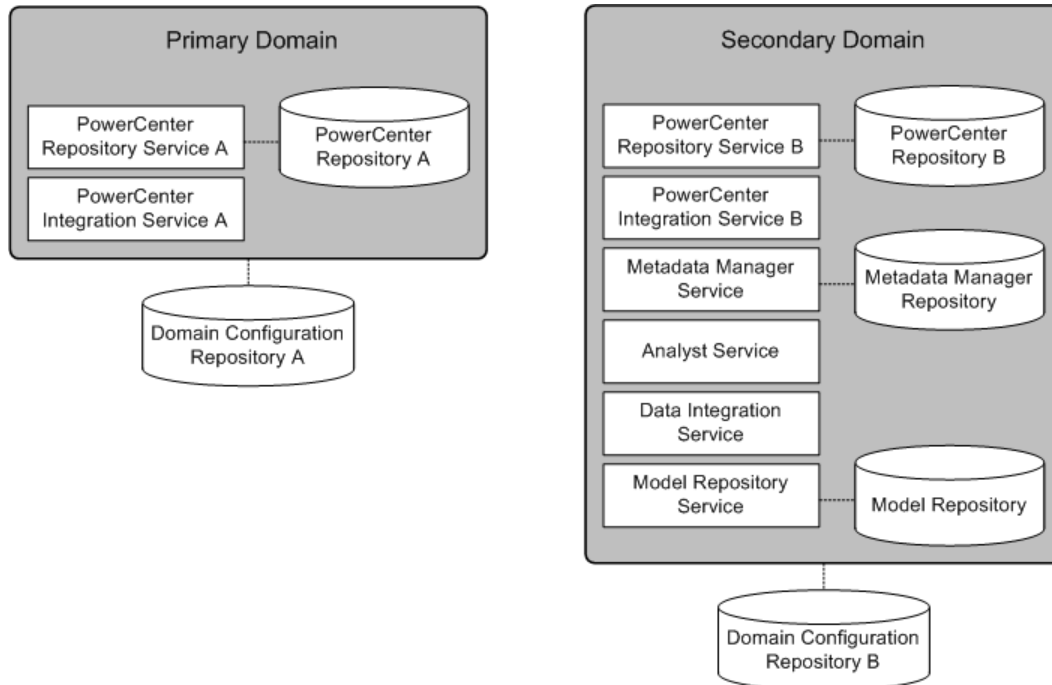 Primary Domain
PowerCenter
Repository Service A
PowerCenter
Repository A
PowerCenter
Integration Service A
Domain Configuration
Repository A
Secondary Domain
PowerCenter
Repository Service B
PowerCenter
Repository B
PowerCenter
Integration Service B
Metadata Manager
Service
Metadata Manager
Repository
Analyst Service
Data Integration
Service
Model Repository
Service
Model Repository
Domain Configuration
Repository B